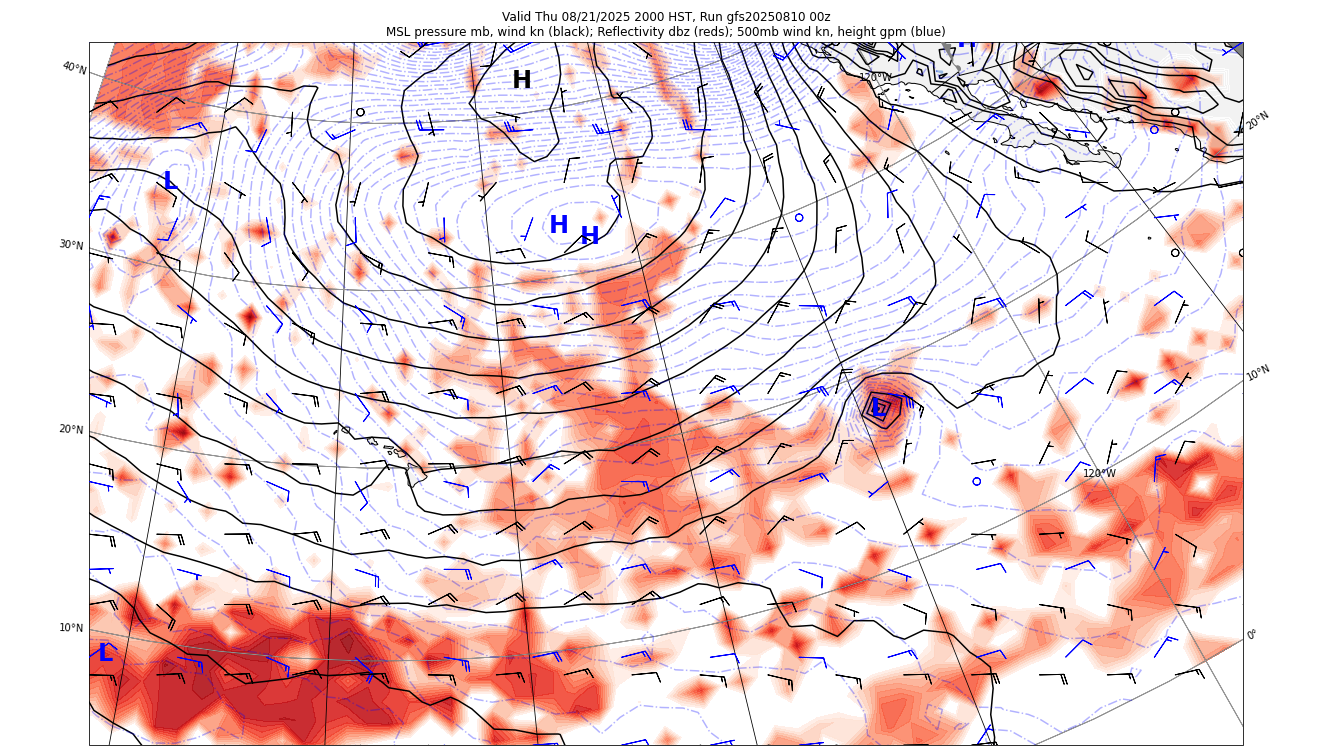 Valid Thu 08/21/2025 2000 HST, Run gfs20250810 00z
MSL pressure mb, wind kn (black); Reflectivity dbz (reds); 500mb wind kn, height gpm (blue)
H
40°N
H
120°W
20°N
L
H
H
30°N
10°N
L
20°N
120°W
10°N
0°
L